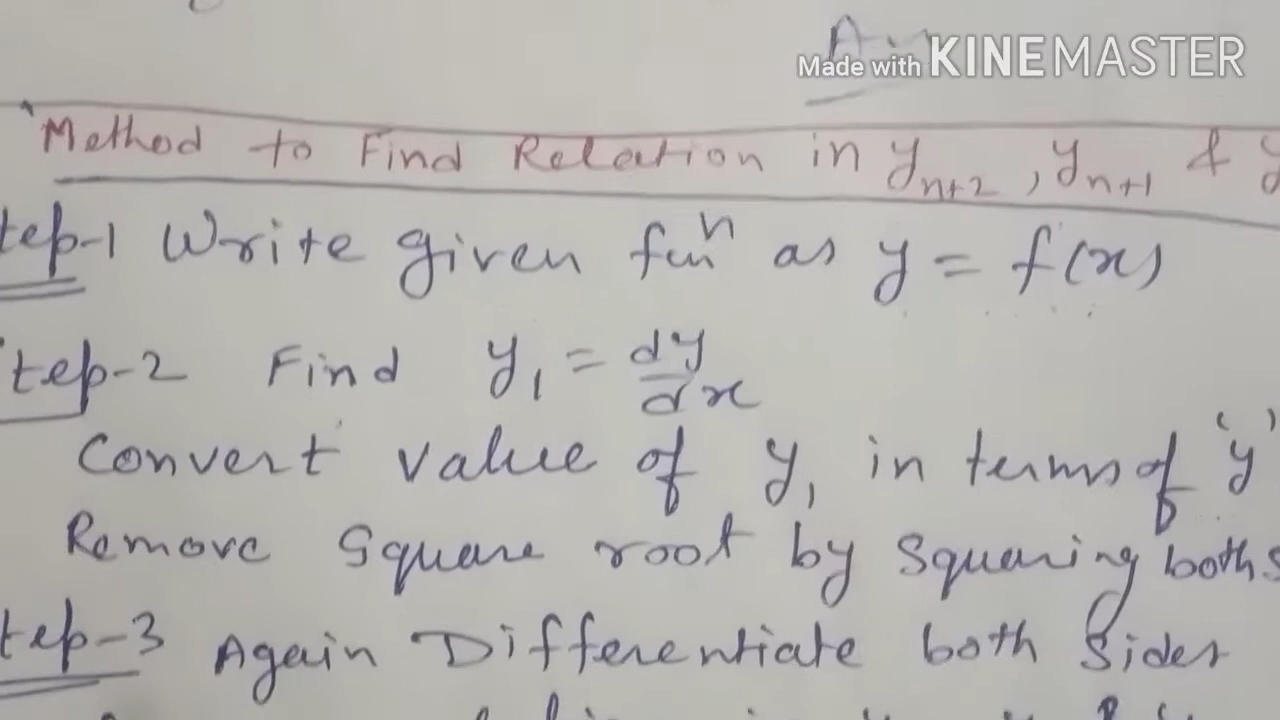 Made with KINEMASTER
Method to Find Relation in yₙ₊₂, yₙ₊₁ & y
tep-1 Write given funⁿ as y = f(x)
tep-2 Find y₁ = dy/dx
Convert value of y₁ in terms of 'y'
Remove Square root by Squaring both s
tep-3 Again Differentiate both Sides